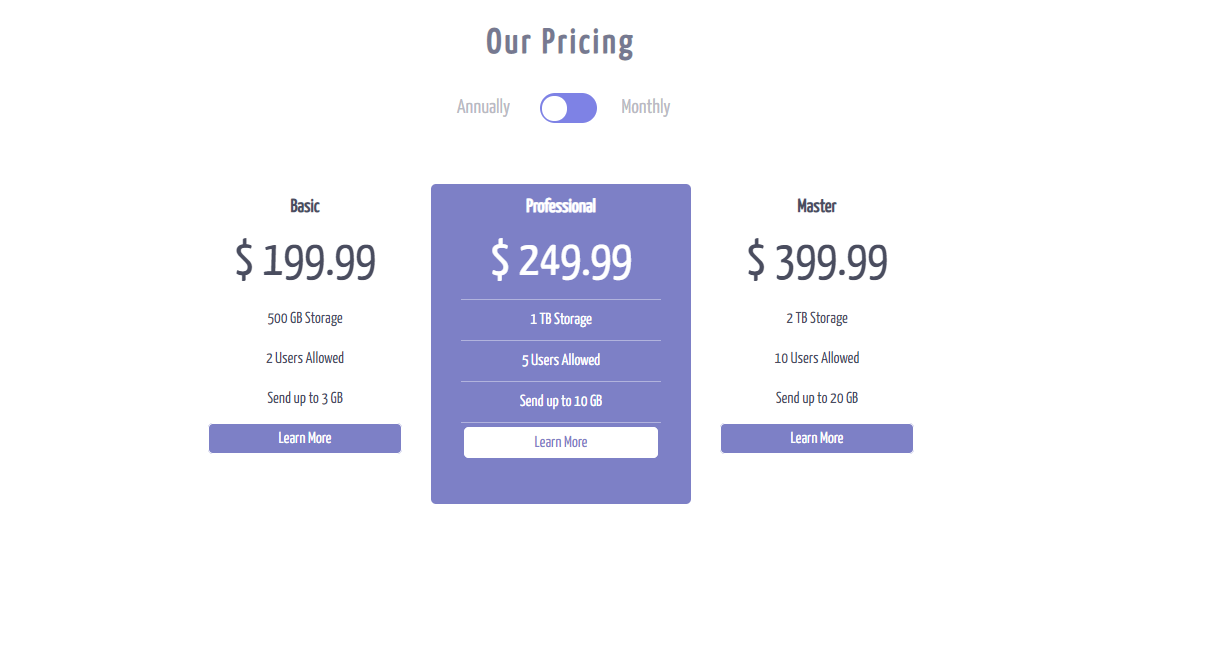 Our Pricing
Annually
Monthly
Basic
$ 199.99
500 GB Storage
2 Users Allowed
Send up to 3 GB
Learn More
Professional
$ 249.99
1 TB Storage
5 Users Allowed
Send up to 10 GB
Learn More
Master
$ 399.99
2 TB Storage
10 Users Allowed
Send up to 20 GB
Learn More